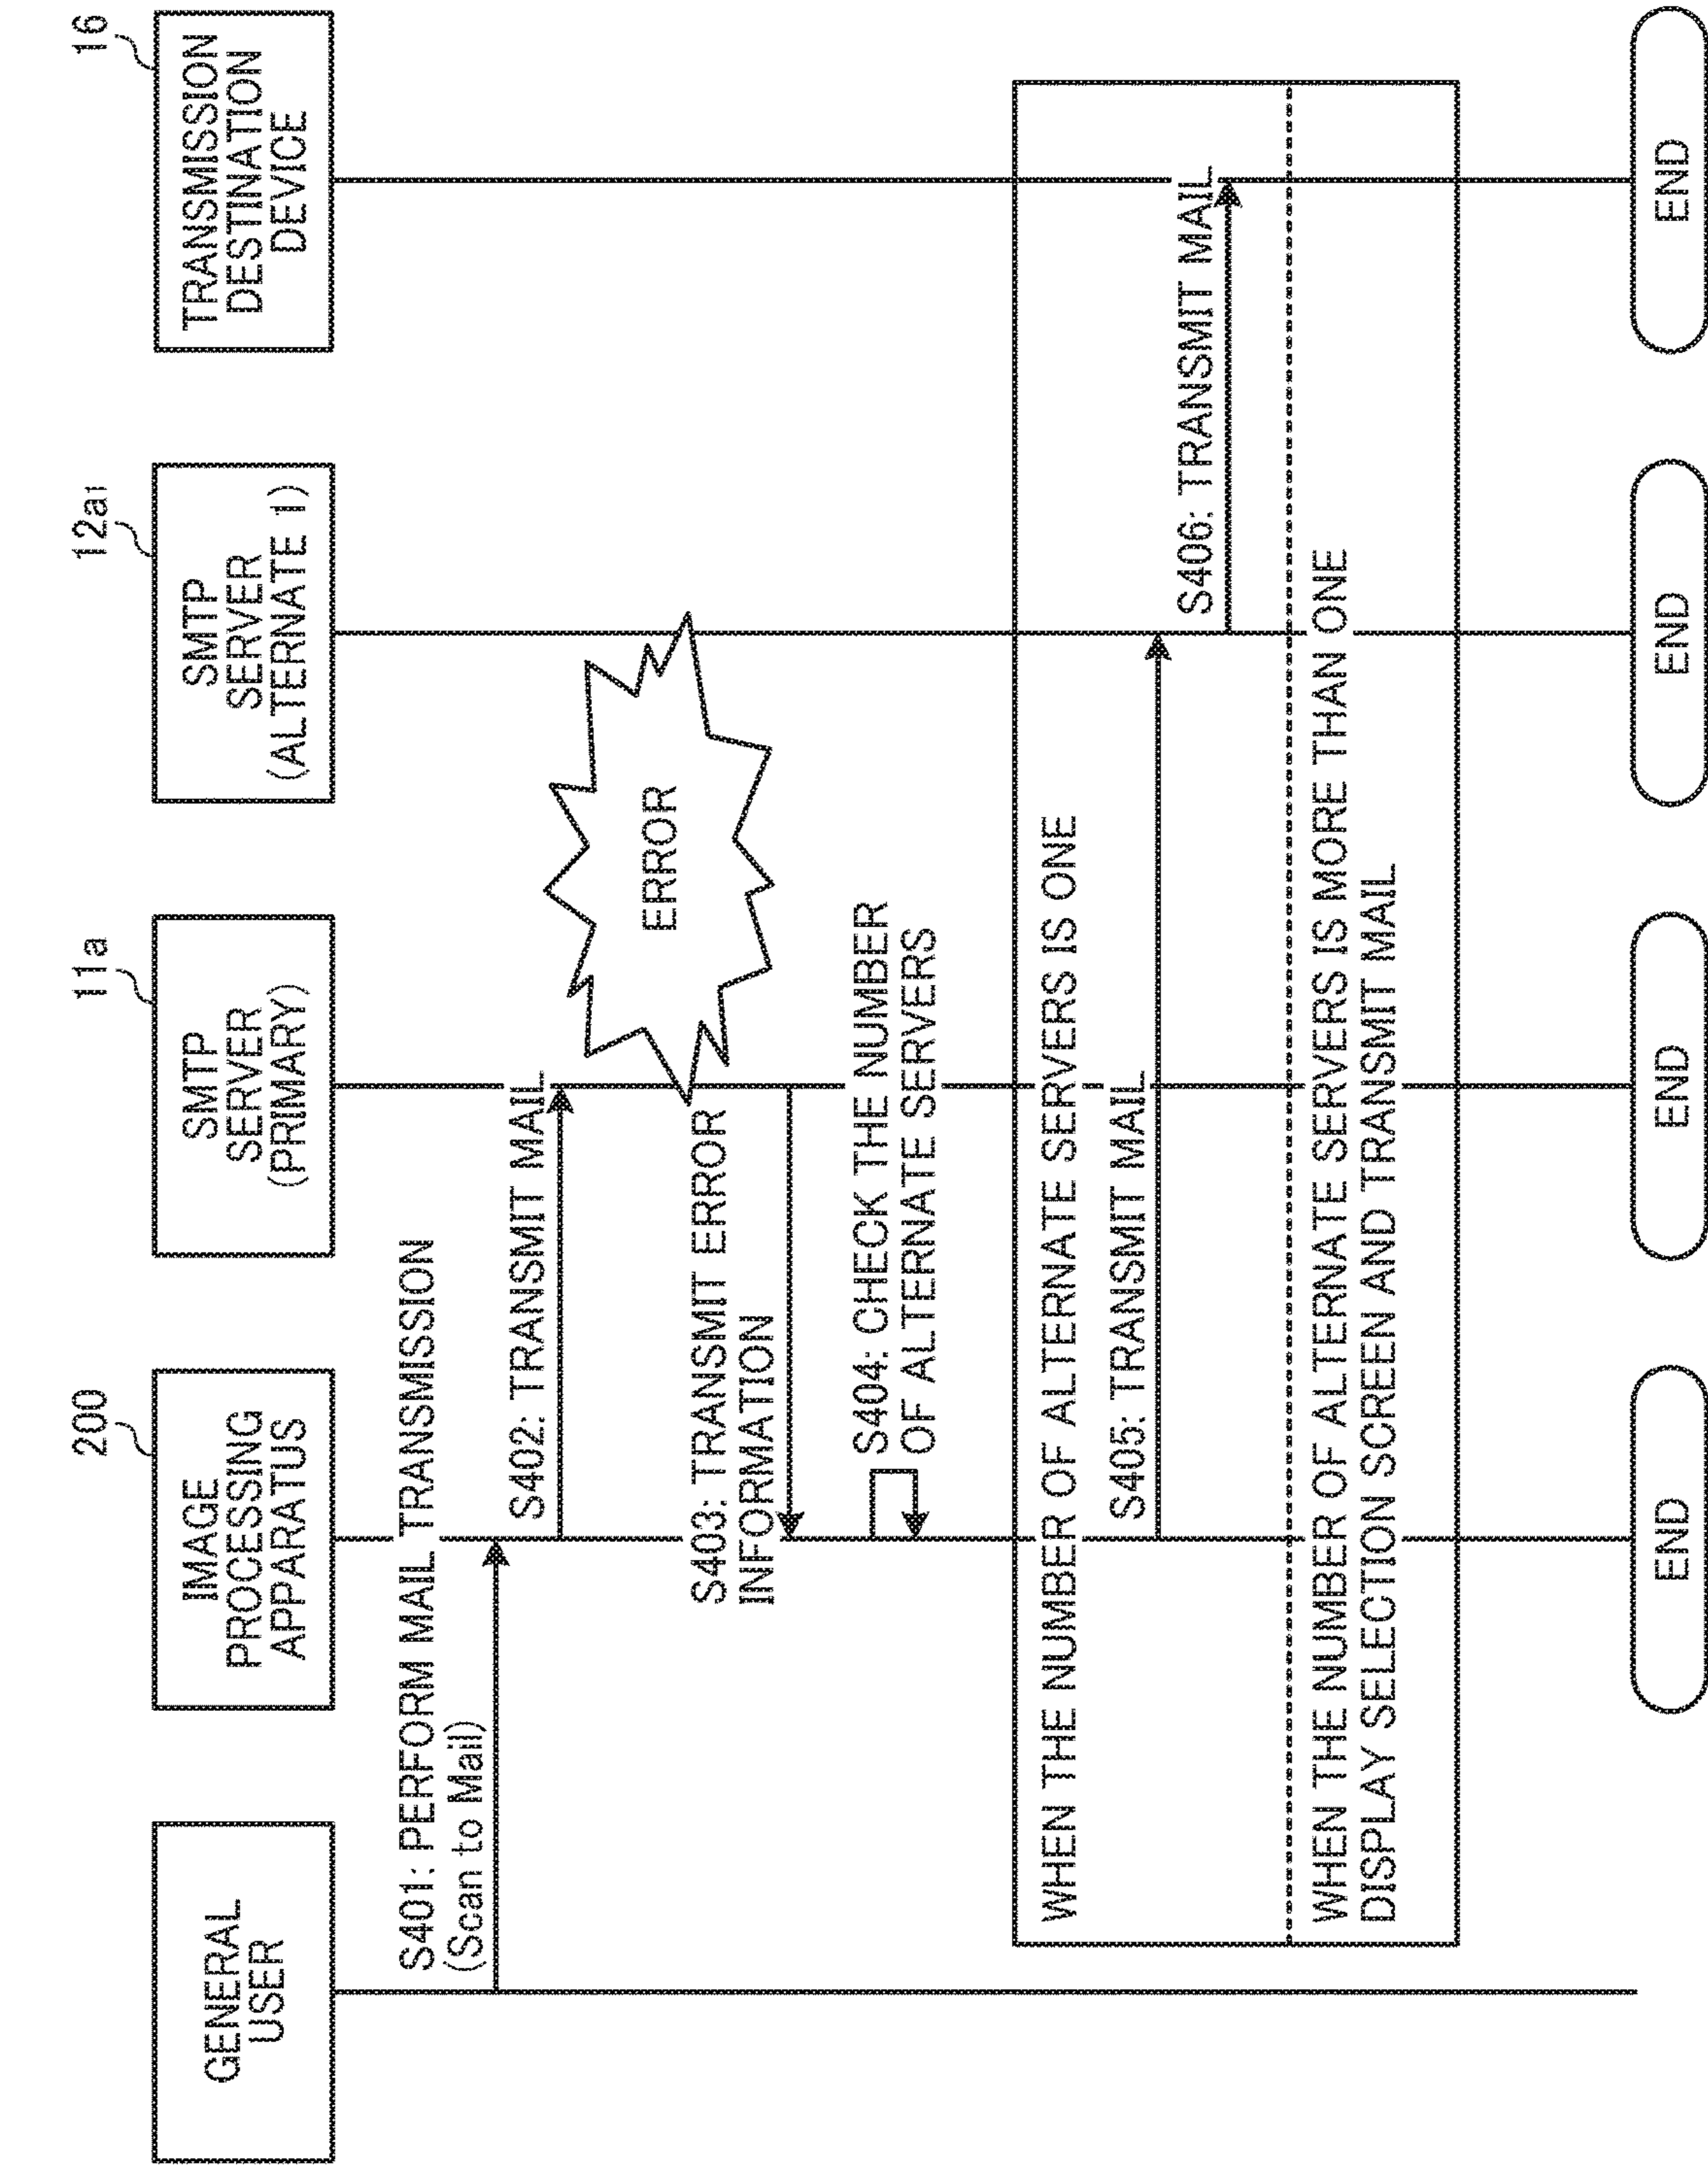 GENERAL
USER
200
IMAGE
PROCESSING
APPARATUS
11a
SMTP
SERVER
(PRIMARY)
12a1
SMTP
SERVER
(ALTERNATE 1)
16
TRANSMISSION
DESTINATION
DEVICE
S401: PERFORM MAIL TRANSMISSION
(Scan to Mail)
S402: TRANSMIT MAIL
ERROR
S403: TRANSMIT ERROR
INFORMATION
S404: CHECK THE NUMBER
OF ALTERNATE SERVERS
WHEN THE NUMBER OF ALTERNATE SERVERS IS ONE
S405: TRANSMIT MAIL
S406: TRANSMIT MAIL
WHEN THE NUMBER OF ALTERNATE SERVERS IS MORE THAN ONE
DISPLAY SELECTION SCREEN AND TRANSMIT MAIL
END
END
END
END